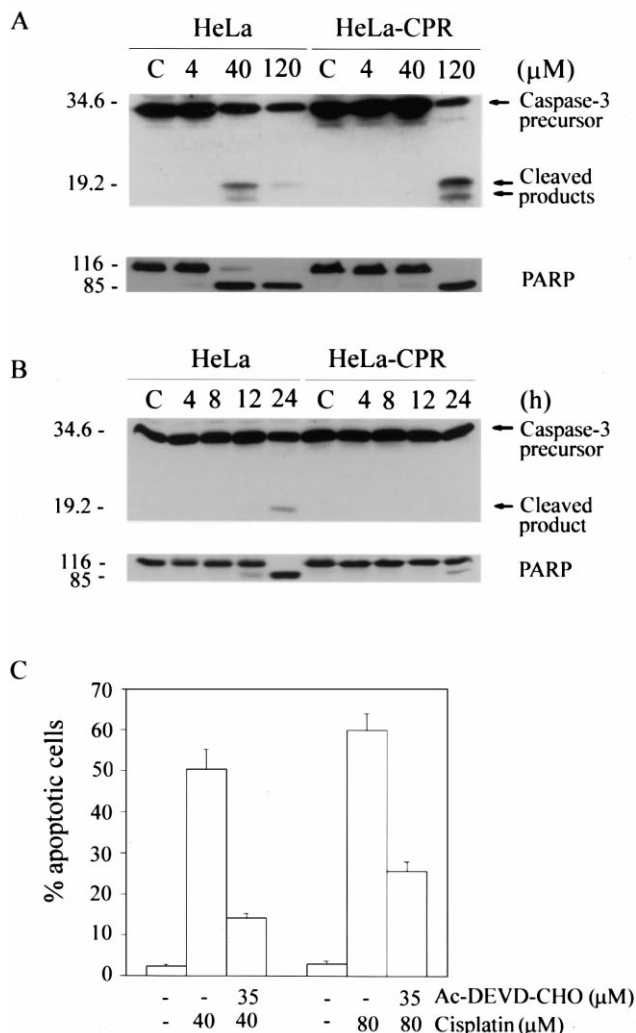 A
HeLa HeLa-CPR
C 4 40 120 C 4 40 120 (μM)
34.6 - Caspase-3
precursor
19.2 - Cleaved
products
116 -
85 - PARP
B
HeLa HeLa-CPR
C 4 8 12 24 C 4 8 12 24 (h)
34.6 - Caspase-3
precursor
19.2 - Cleaved
product
116 -
85 - PARP
C
70
60
50
40
30
20
10
0
% apoptotic cells
- - 35 - - 35 Ac-DEVD-CHO (μM)
- 40 40 - 80 80 Cisplatin (μM)